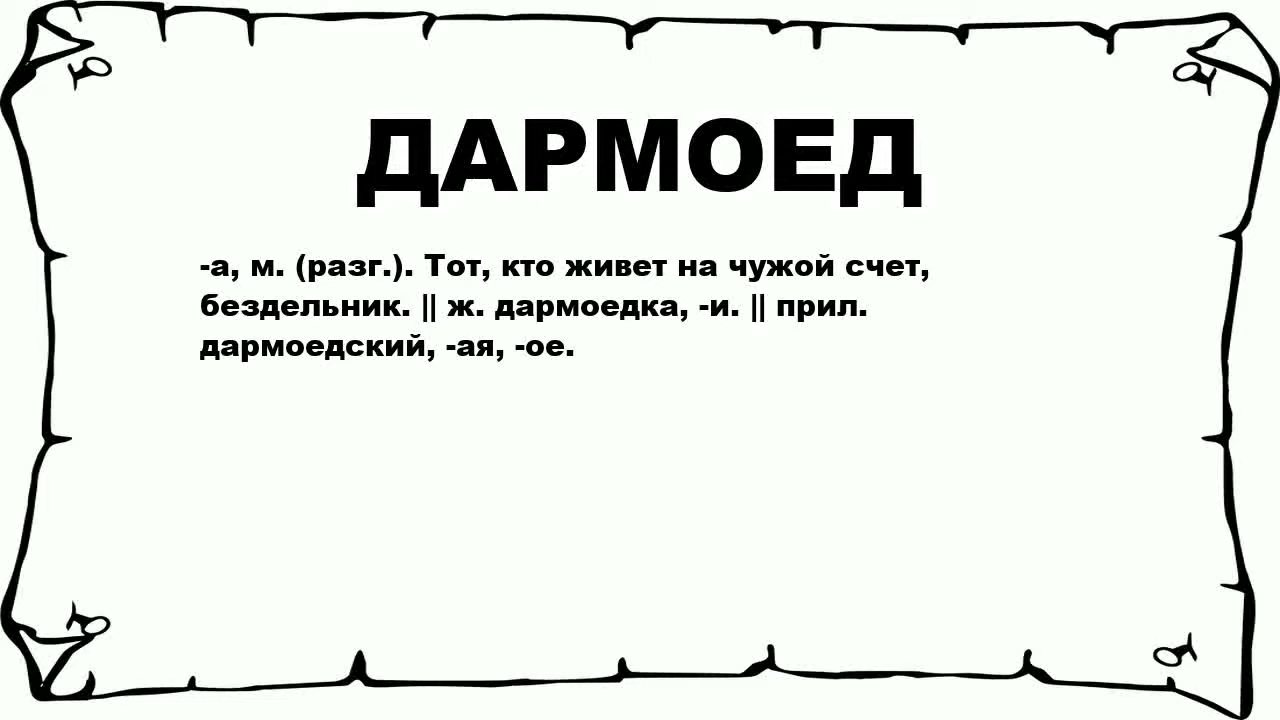 ДАРМОЕД
-а, м. (разг.). Тот, кто живет на чужой счет,
бездельник. || ж. дармоедка, -и. || прил.
дармоедский, -ая, -ое.